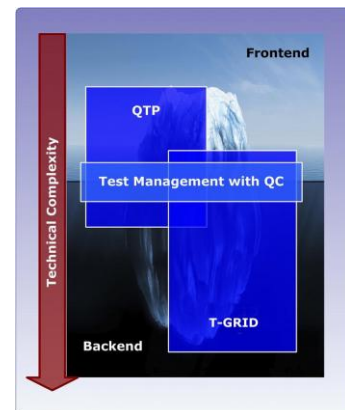 Frontend
QTP
Test Management with QC
Technical Complexity
T-GRID
Backend